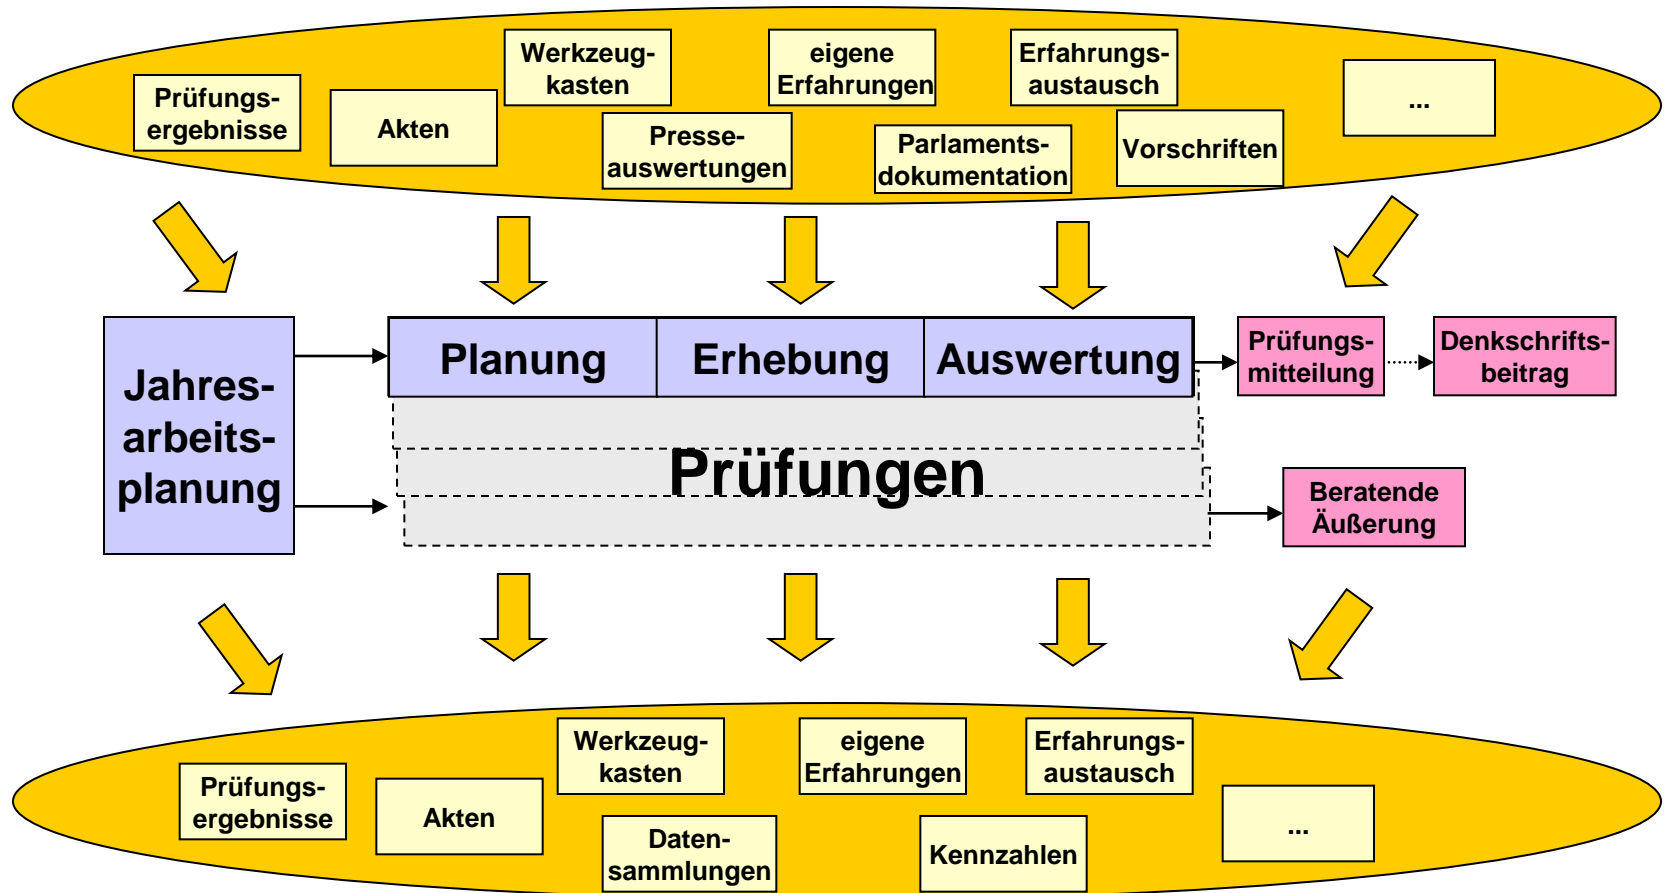 Werkzeug-
kasten
eigene
Erfahrungen
Erfahrungs-
austausch
Prüfungs-
ergebnisse
Akten
...
Presse-
auswertungen
Parlaments-
dokumentation
Vorschriften
Jahres-
arbeits-
planung
Planung
Erhebung
Auswertung
Prüfungs-
mitteilung
Denkschrifts-
beitrag
Prüfungen
Beratende
Äußerung
Werkzeug-
kasten
eigene
Erfahrungen
Erfahrungs-
austausch
Prüfungs-
ergebnisse
Akten
...
Daten-
sammlungen
Kennzahlen